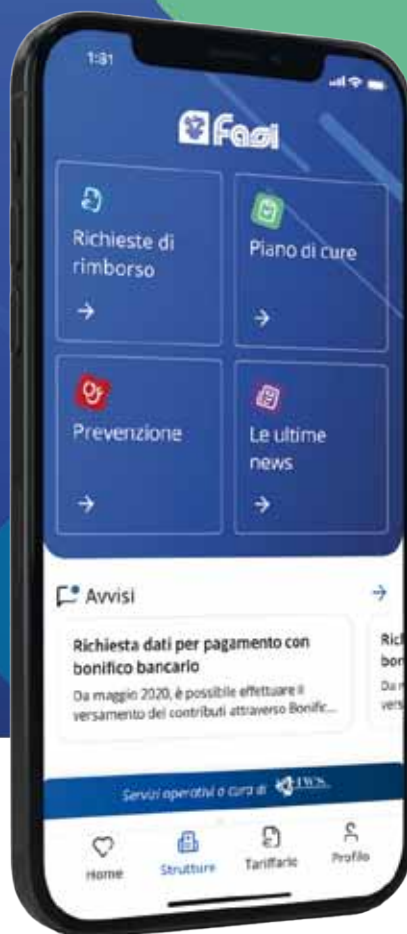 1:31
Fasi
Richieste di
rimborso
Piano di cure
Prevenzione
Le ultime
news
Avvisi
Richiesta dati per pagamento con
bonifico bancario
Da maggio 2020, è possibile effettuare il
versamento dei contributi attraverso Bonific...
Servizi operativi a cura di IWS
Home
Strutture
Tariffario
Profilo